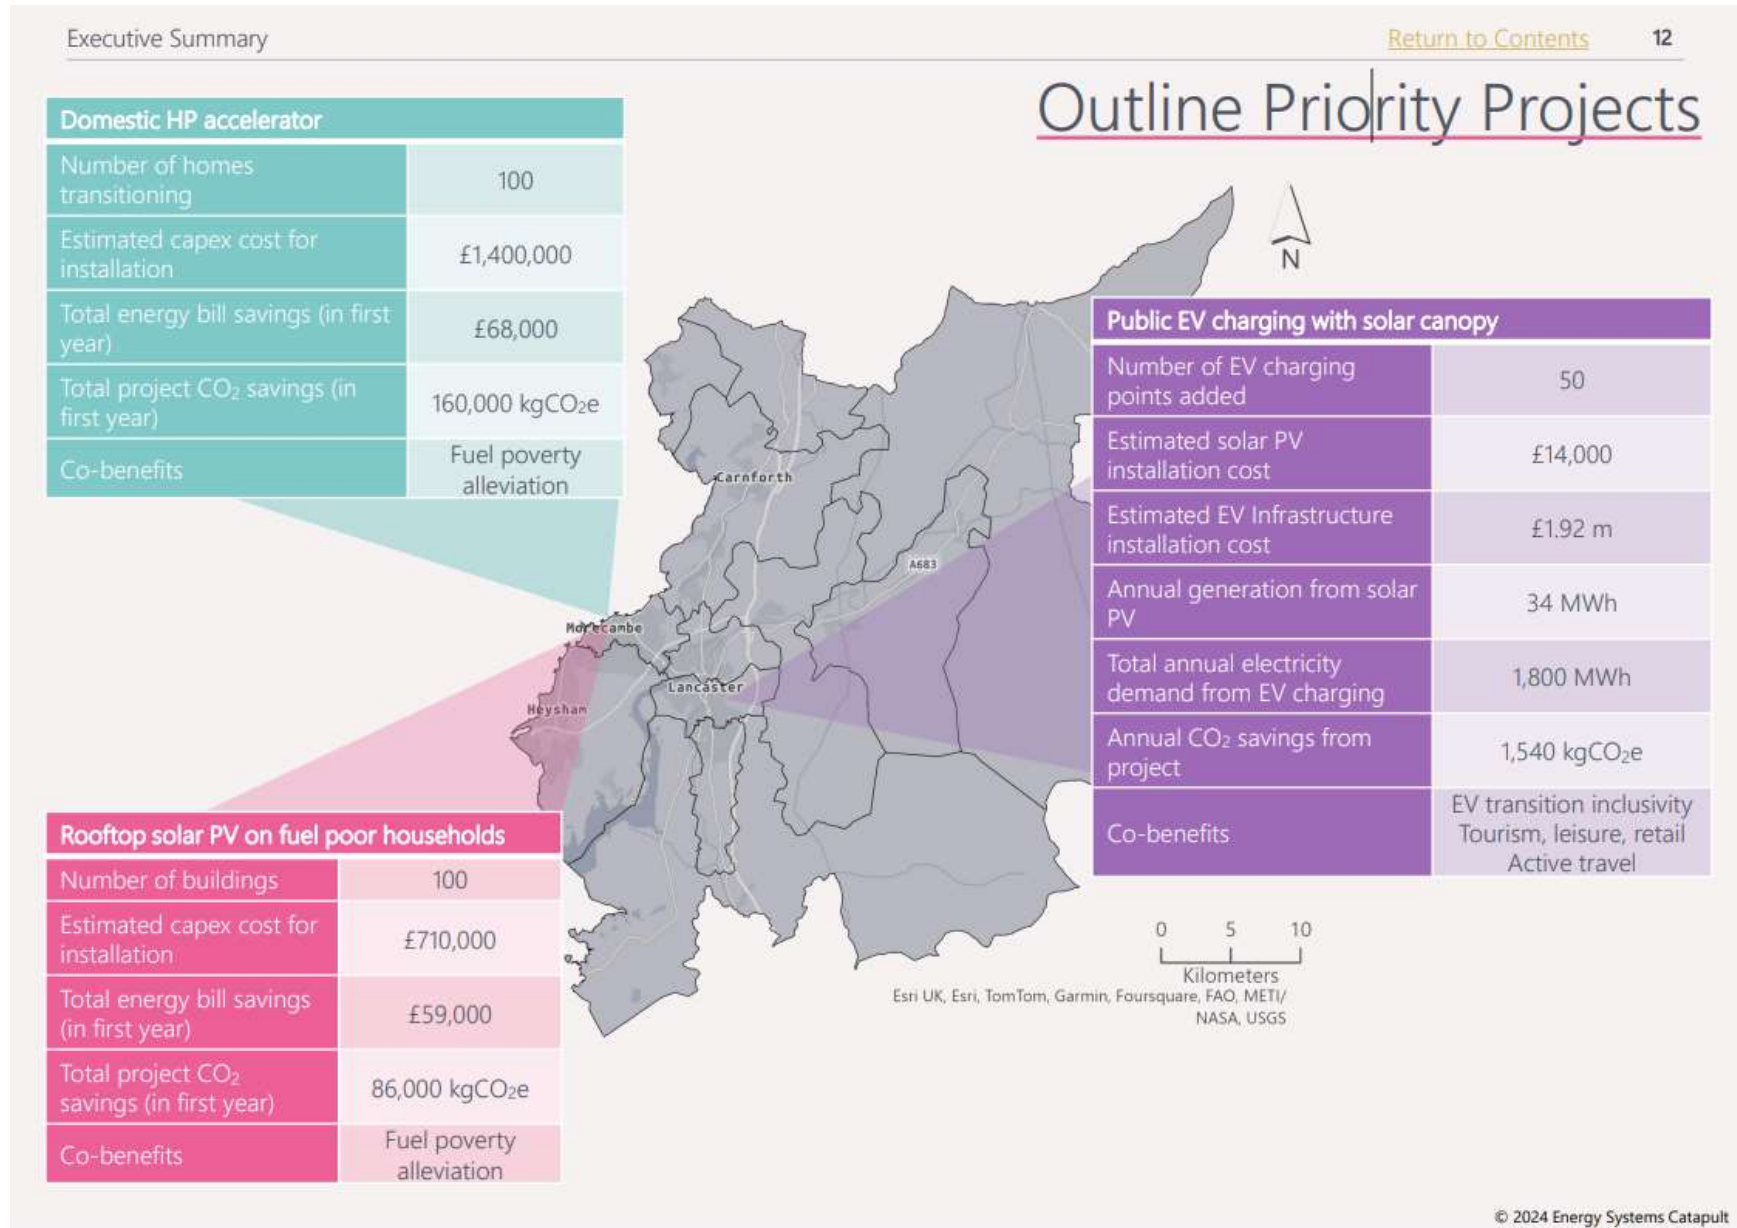 Executive Summary
Return to Contents 12
Outline Priority Projects
Domestic HP accelerator
Number of homes
transitioning
100
Estimated capex cost for
installation
£1,400,000
Total energy bill savings (in first
year)
£68,000
Total project CO₂ savings (in
first year)
160,000 kgCO₂e
Co-benefits
Fuel poverty
alleviation
N
Public EV charging with solar canopy
Number of EV charging
points added
50
Estimated solar PV
installation cost
£14,000
Estimated EV Infrastructure
installation cost
£1.92 m
Annual generation from solar
PV
34 MWh
Total annual electricity
demand from EV charging
1,800 MWh
Annual CO₂ savings from
project
1,540 kgCO₂e
Co-benefits
EV transition inclusivity
Tourism, leisure, retail
Active travel
Carnforth
A683
Morecambe
Lancaster
Heysham
Rooftop solar PV on fuel poor households
Number of buildings
100
Estimated capex cost for
installation
£710,000
Total energy bill savings
(in first year)
£59,000
Total project CO₂
savings (in first year)
86,000 kgCO₂e
Co-benefits
Fuel poverty
alleviation
0 5 10
Kilometers
Esri UK, Esri, TomTom, Garmin, Foursquare, FAO, METI/
NASA, USGS
© 2024 Energy Systems Catapult